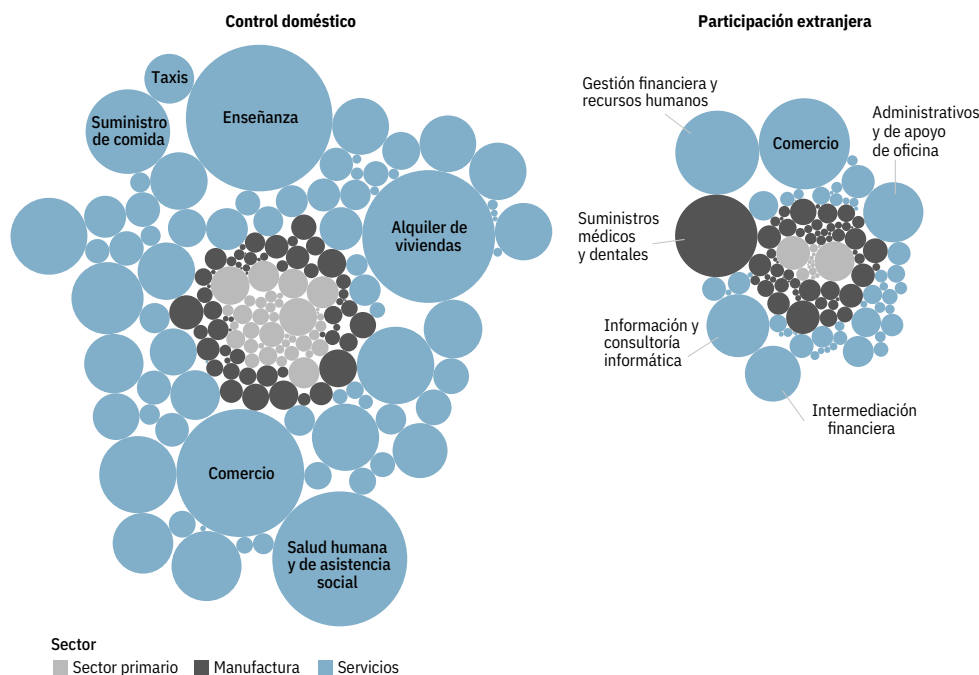 Control doméstico
Taxis
Suministro
de comida
Enseñanza
Alquiler de
viviendas
Comercio
Salud humana
y de asistencia
social
Participación extranjera
Gestión financiera y
recursos humanos
Comercio
Administrativos
y de apoyo
de oficina
Suministros
médicos
y dentales
Información y
consultoría
informática
Intermediación
financiera
Sector
Sector primario
Manufactura
Servicios